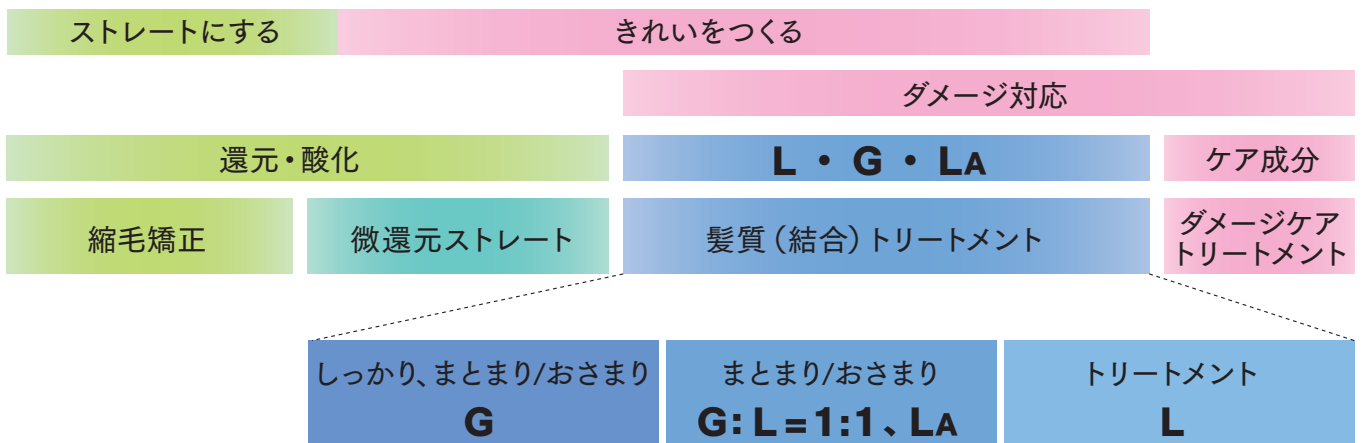 ストレートにする
きれいをつくる
ダメージ対応
還元・酸化
L・G・LA
ケア成分
縮毛矯正
微還元ストレート
髪質（結合）トリートメント
ダメージケア
トリートメント
しっかり、まとまり/おさまり
G
まとまり/おさまり
G:L=1:1、LA
トリートメント
L